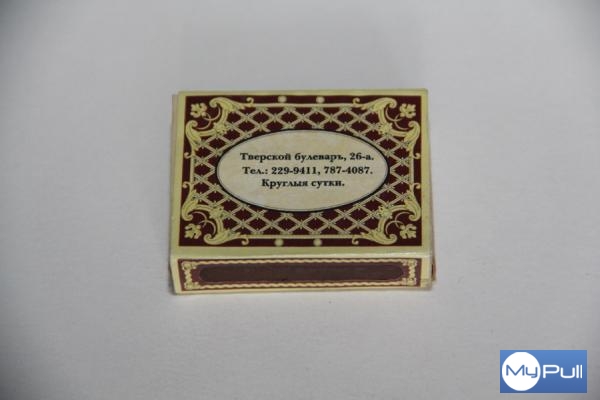 Тверской булеваръ, 26-а.
Тел.: 229-9411, 787-4087.
Круглыя сутки.
MyPull